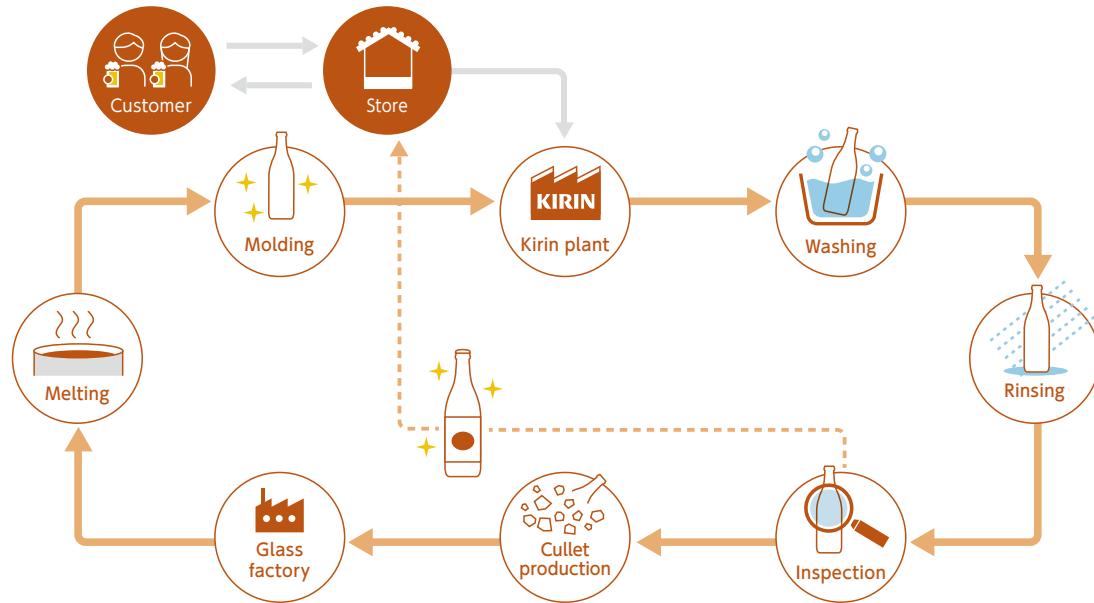 Customer
Store
Molding
KIRIN
Kirin plant
Washing
Melting
Rinsing
Glass
factory
Cullet
production
Inspection